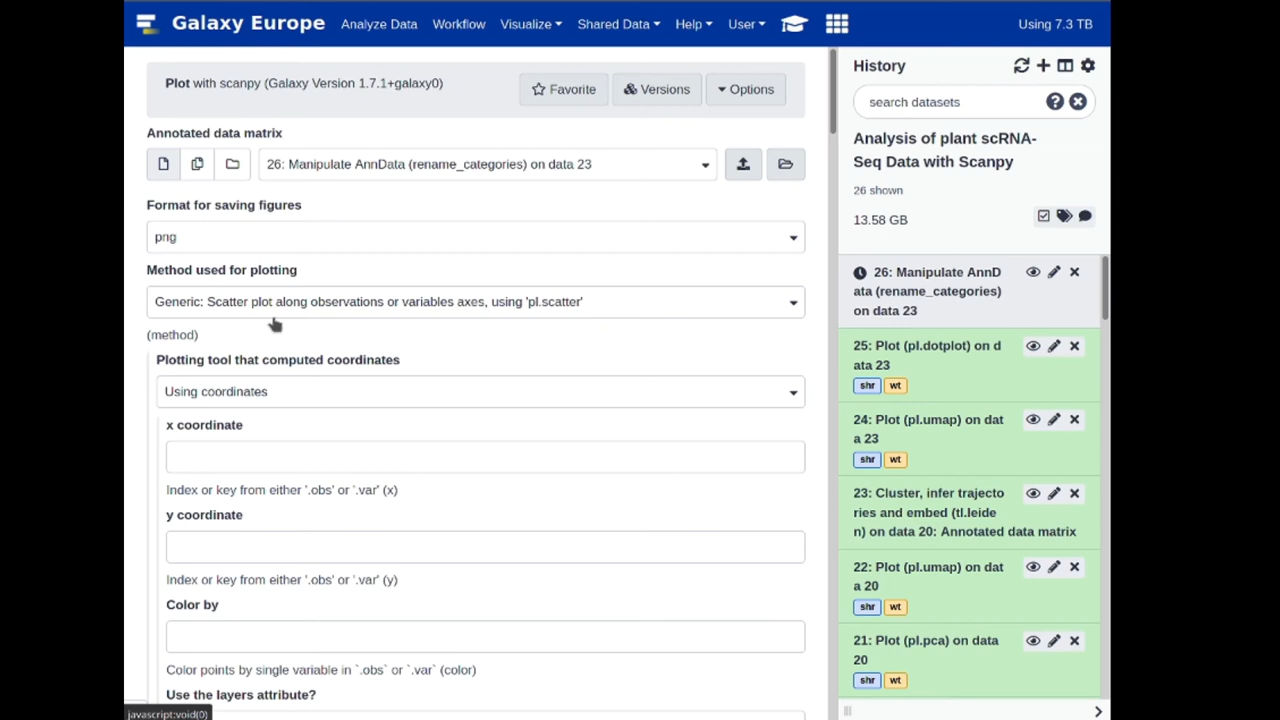 Galaxy Europe
Analyze Data
Workflow
Visualize
Shared Data
Help
User
Using 7.3 TB
Plot with scanpy (Galaxy Version 1.7.1+galaxy0)
Favorite
Versions
Options
Annotated data matrix
26: Manipulate AnnData (rename_categories) on data 23
Format for saving figures
png
Method used for plotting
Generic: Scatter plot along observations or variables axes, using 'pl.scatter'
(method)
Plotting tool that computed coordinates
Using coordinates
x coordinate
Index or key from either '.obs' or '.var' (x)
y coordinate
Index or key from either '.obs' or '.var' (y)
Color by
Color points by single variable in `.obs` or `.var` (color)
Use the layers attribute?
javascript:void(0)
History
search datasets
Analysis of plant scRNA-
Seq Data with Scanpy
26 shown
13.58 GB
26: Manipulate AnnD
ata (rename_categories)
on data 23
25: Plot (pl.dotplot) on d
ata 23
shr wt
24: Plot (pl.umap) on dat
a 23
shr wt
23: Cluster, infer trajecto
ries and embed (tl.leide
n) on data 20: Annotated data matrix
22: Plot (pl.umap) on dat
a 20
shr wt
21: Plot (pl.pca) on data
20
shr wt